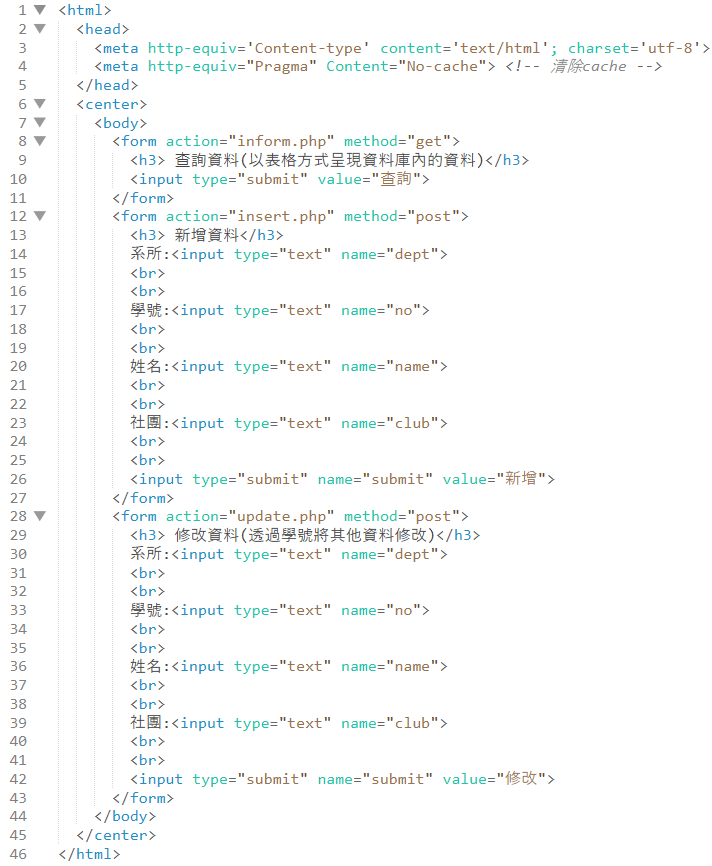 1 <html>
2 <head>
3 <meta http-equiv='Content-type' content='text/html'; charset='utf-8'>
4 <meta http-equiv="Pragma" Content="No-cache"> <!-- 清除cache -->
5 </head>
6 <center>
7 <body>
8 <form action="inform.php" method="get">
9 <h3> 查詢資料(以表格方式呈現資料庫內的資料)</h3>
10 <input type="submit" value="查詢">
11 </form>
12 <form action="insert.php" method="post">
13 <h3> 新增資料</h3>
14 系所:<input type="text" name="dept">
15 <br>
16 <br>
17 學號:<input type="text" name="no">
18 <br>
19 <br>
20 姓名:<input type="text" name="name">
21 <br>
22 <br>
23 社團:<input type="text" name="club">
24 <br>
25 <br>
26 <input type="submit" name="submit" value="新增">
27 </form>
28 <form action="update.php" method="post">
29 <h3> 修改資料(透過學號將其他資料修改)</h3>
30 系所:<input type="text" name="dept">
31 <br>
32 <br>
33 學號:<input type="text" name="no">
34 <br>
35 <br>
36 姓名:<input type="text" name="name">
37 <br>
38 <br>
39 社團:<input type="text" name="club">
40 <br>
41 <br>
42 <input type="submit" name="submit" value="修改">
43 </form>
44 </body>
45 </center>
46 </html>